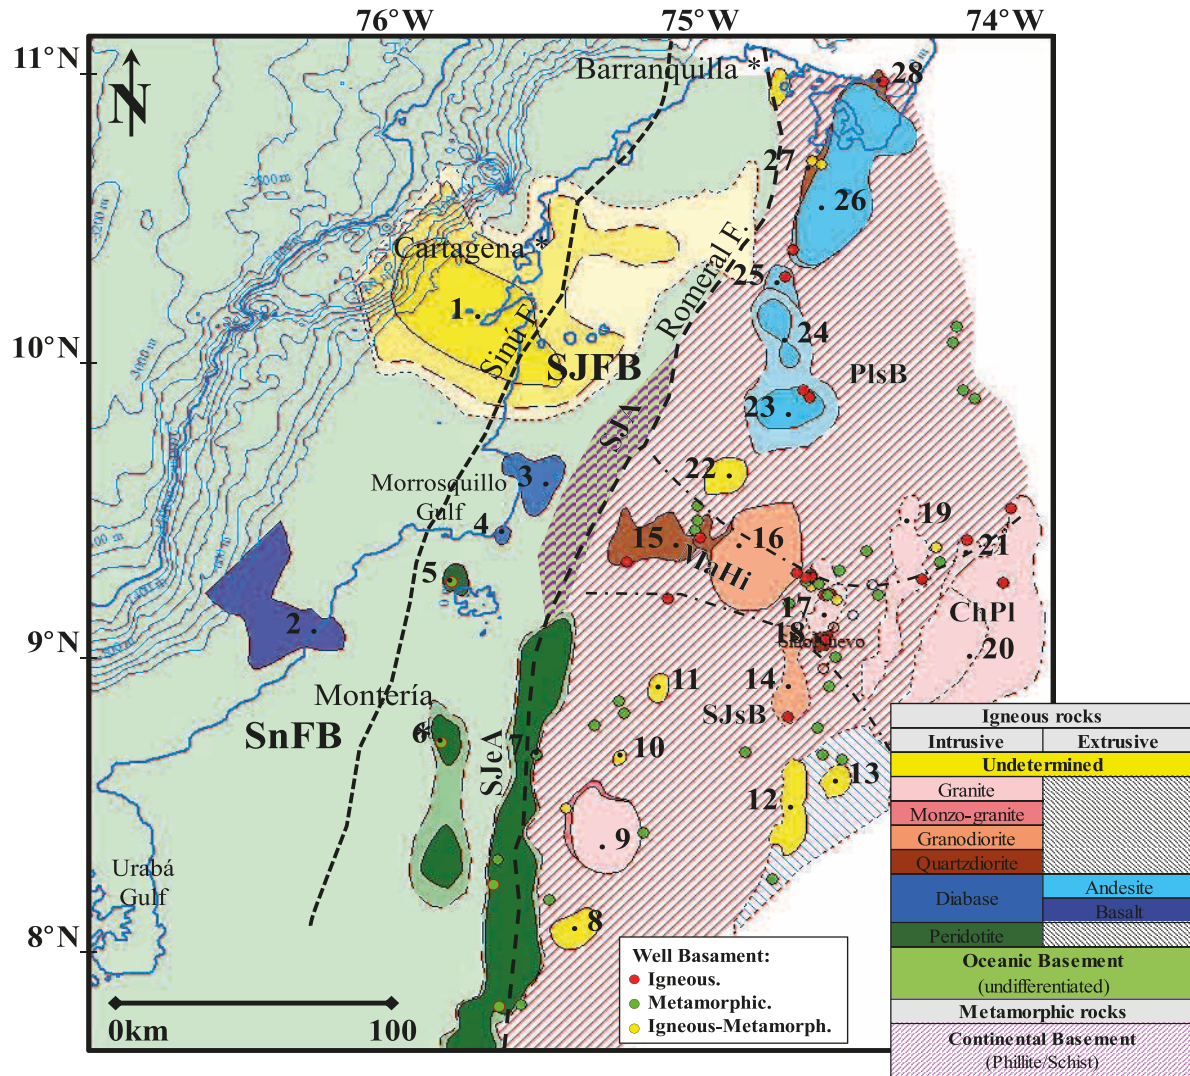 76°W 75°W 74°W
11°N
10°N
9°N
8°N
N
Barranquilla *
28
27
26
Cartagena *
Romeral F.
25
1
Sinú F.
24
SJFB
PlsB
SJA
23
-3000 m
22
3
Morrosquillo
Gulf
4
19
15
16
21
MaHi
5
17
ChPl
2
18
20
11
14
Montería
SJsB
SnFB
6
7
10
SJeA
13
12
9
Urabá
Gulf
8
0km 100
Well Basament:
Igneous.
Metamorphic.
Igneous-Metamorph.
Igneous rocks
Intrusive Extrusive
Undetermined
Granite
Monzo-granite
Granodiorite
Quartzdiorite
Diabase
Andesite
Basalt
Peridotite
Oceanic Basement
(undifferentiated)
Metamorphic rocks
Continental Basement
(Phillite/Schist)